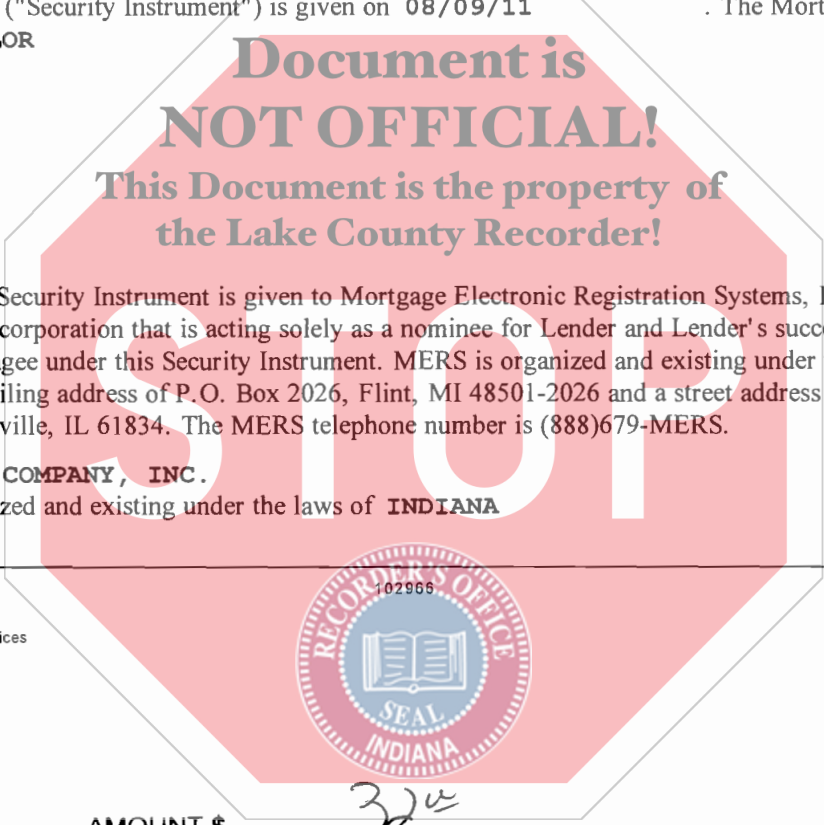 ("Security Instrument") is given on 08/09/11 . The Mort
OR
Document is
NOT OFFICIAL!
This Document is the property of
the Lake County Recorder!
Security Instrument is given to Mortgage Electronic Registration Systems, I
corporation that is acting solely as a nominee for Lender and Lender's succe
gee under this Security Instrument. MERS is organized and existing under
iling address of P.O. Box 2026, Flint, MI 48501-2026 and a street address
ville, IL 61834. The MERS telephone number is (888)679-MERS.
STOP
COMPANY, INC.
zed and existing under the laws of INDIANA
102966
RECORDER'S OFFICE
ices
SEAL
INDIANA
AMOUNT $